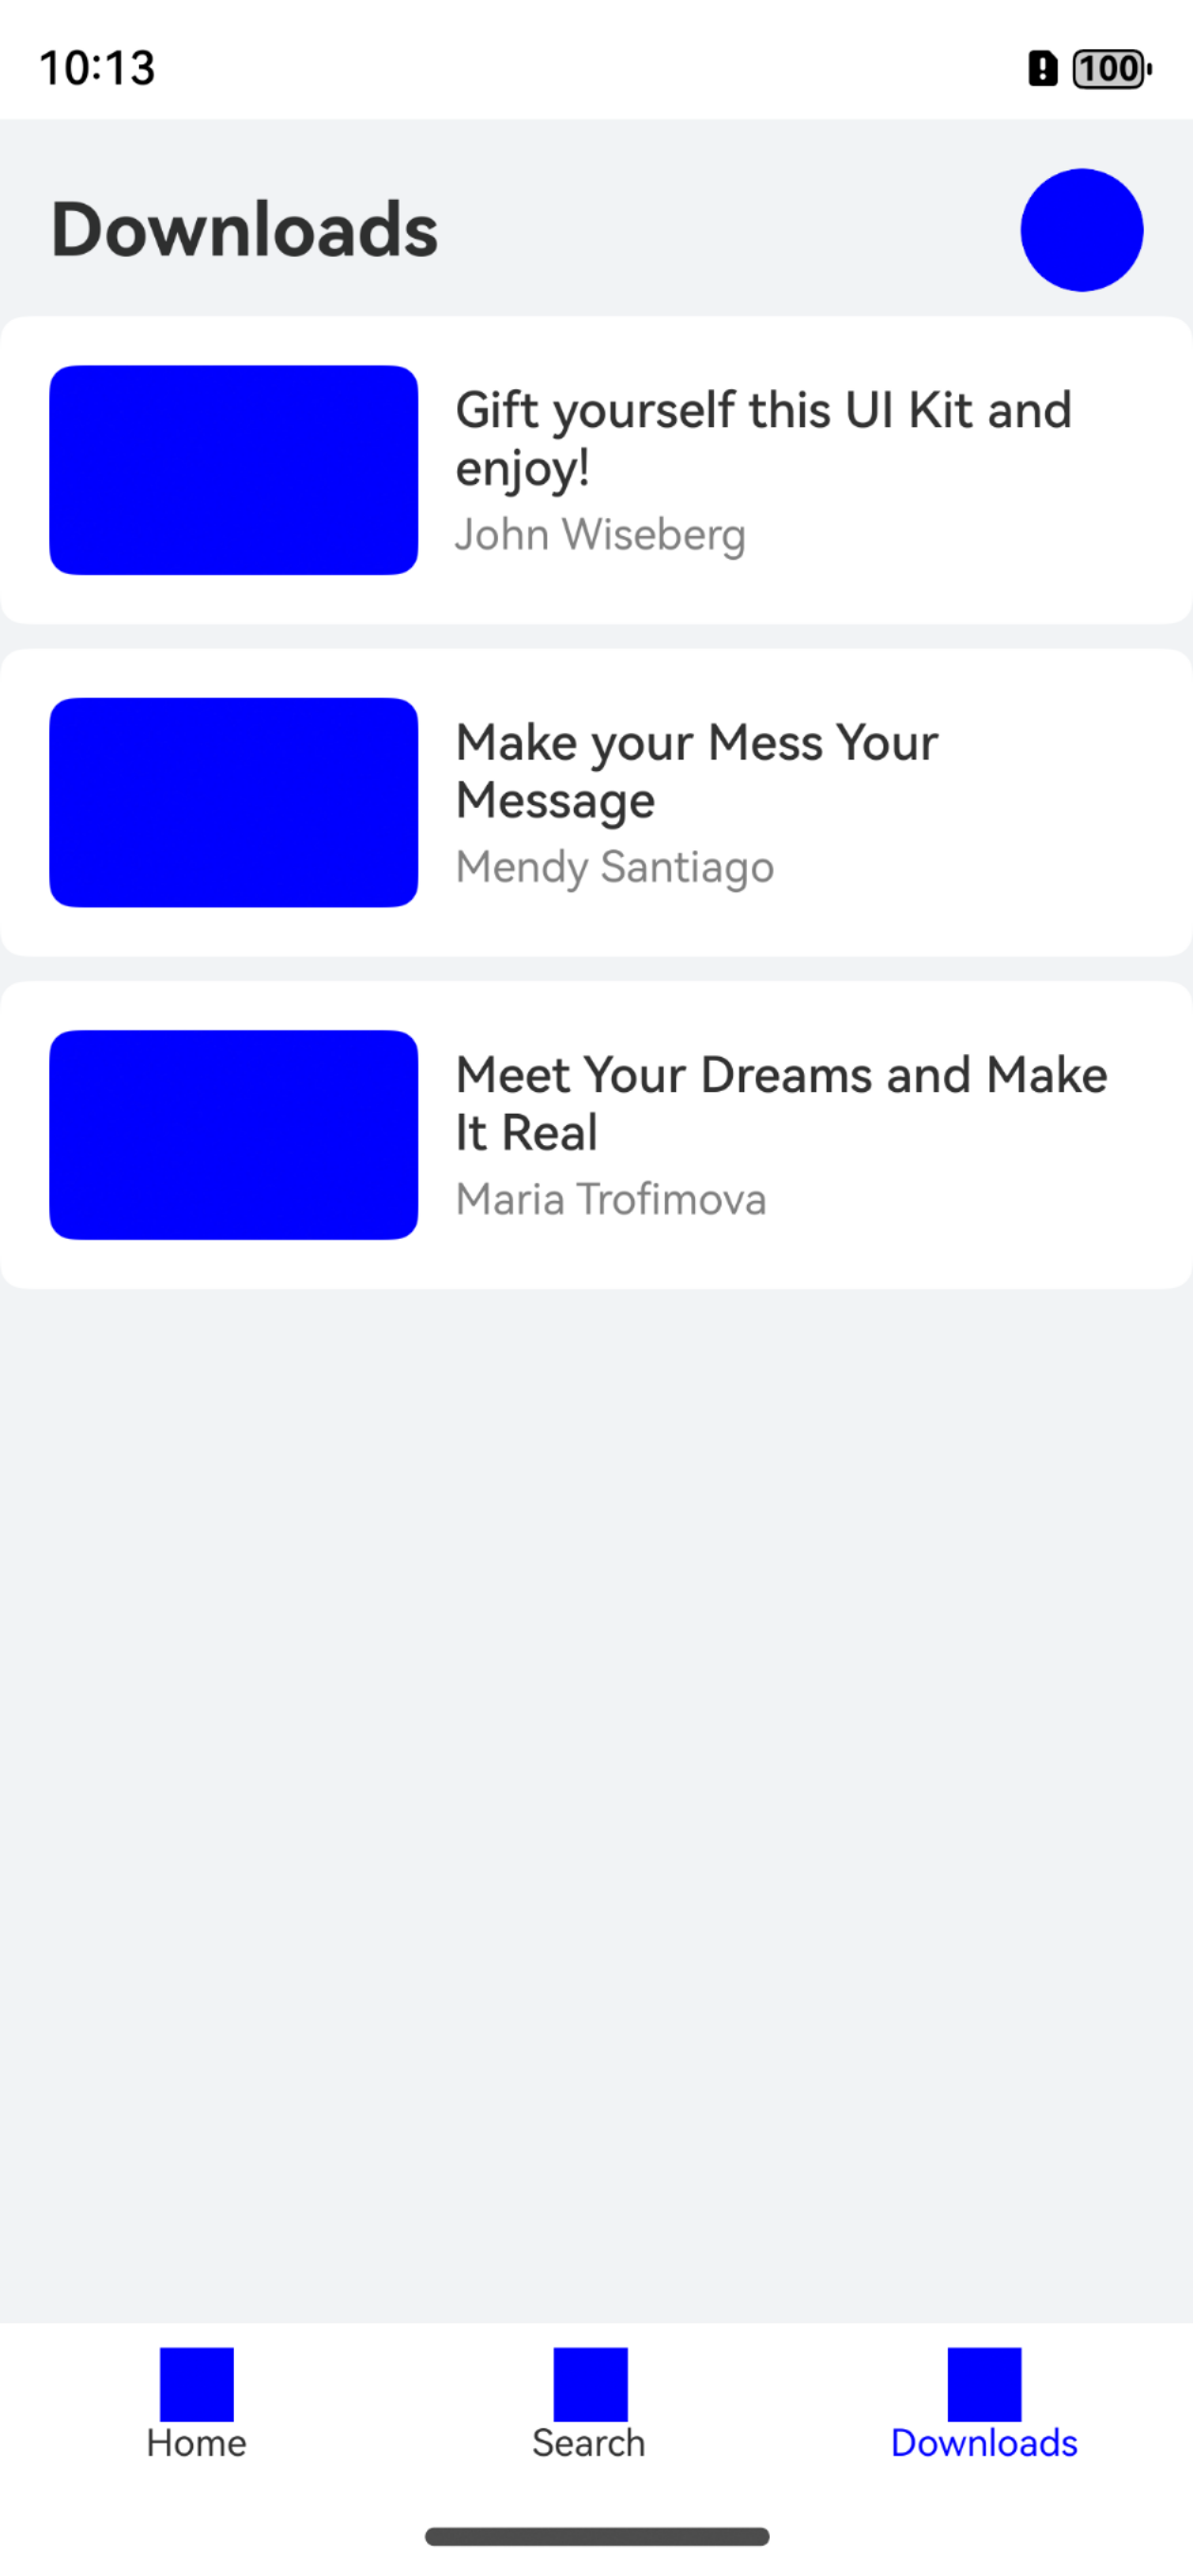 10:13
100
Downloads
Gift yourself this UI Kit and
enjoy!
John Wiseberg
Make your Mess Your
Message
Mendy Santiago
Meet Your Dreams and Make
It Real
Maria Trofimova
Home
Search
Downloads